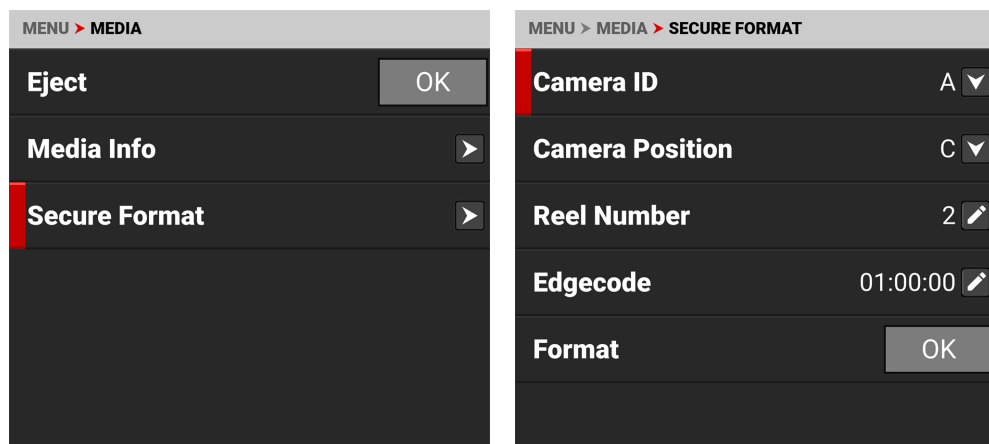 MENU > MEDIA
Eject OK
Media Info
Secure Format
MENU > MEDIA > SECURE FORMAT
Camera ID A
Camera Position C
Reel Number 2
Edgecode 01:00:00
Format OK